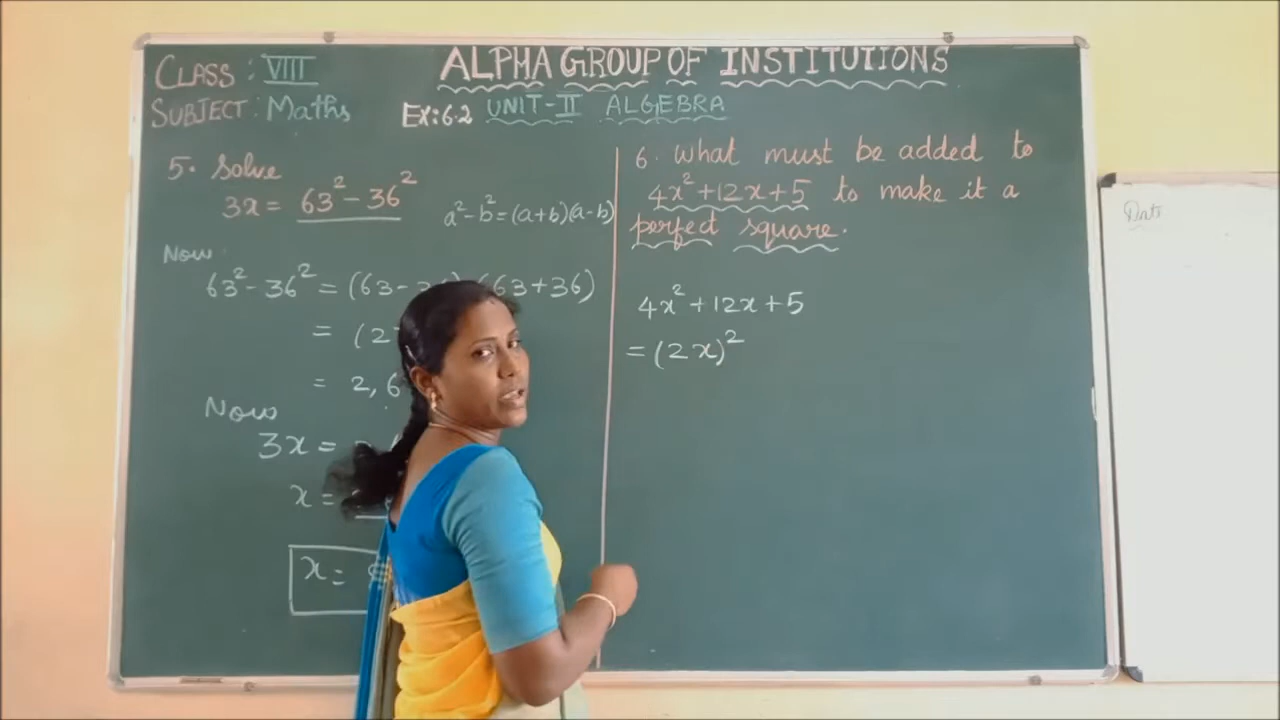 ALPHA GROUP OF INSTITUTIONS
CLASS : VIII
SUBJECT : Maths
Ex:6.2 UNIT-II ALGEBRA
5. Solve
3x = 63² - 36²
a² - b² = (a+b)(a-b)
Now
63² - 36² = (63 - 36) (63 + 36)
= (27
= 2,6
Now
3x =
x =
x =
6. What must be added to
4x² + 12x + 5 to make it a
perfect square.
4x² + 12x + 5
= (2x)²
Date